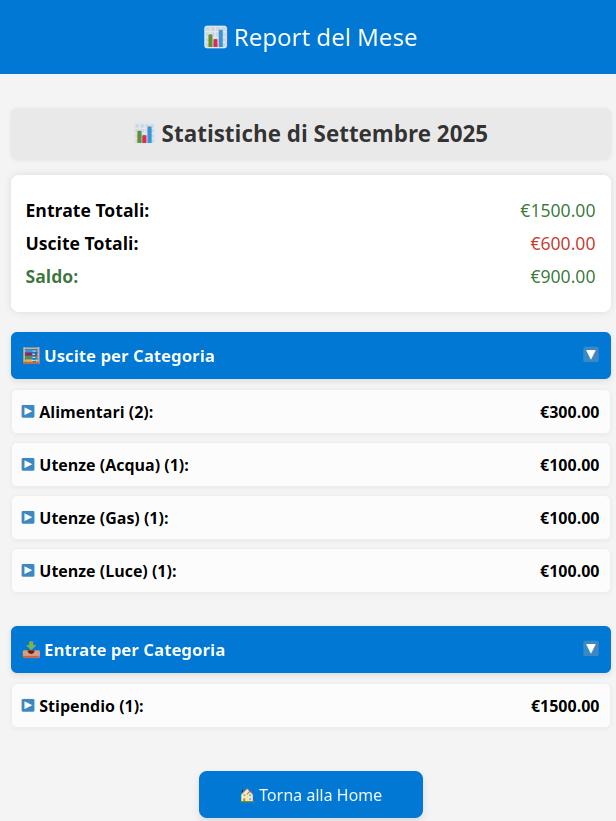 Report del Mese
Statistiche di Settembre 2025
Entrate Totali: €1500.00
Uscite Totali: €600.00
Saldo: €900.00
Uscite per Categoria
Alimentari (2): €300.00
Utenze (Acqua) (1): €100.00
Utenze (Gas) (1): €100.00
Utenze (Luce) (1): €100.00
Entrate per Categoria
Stipendio (1): €1500.00
Torna alla Home